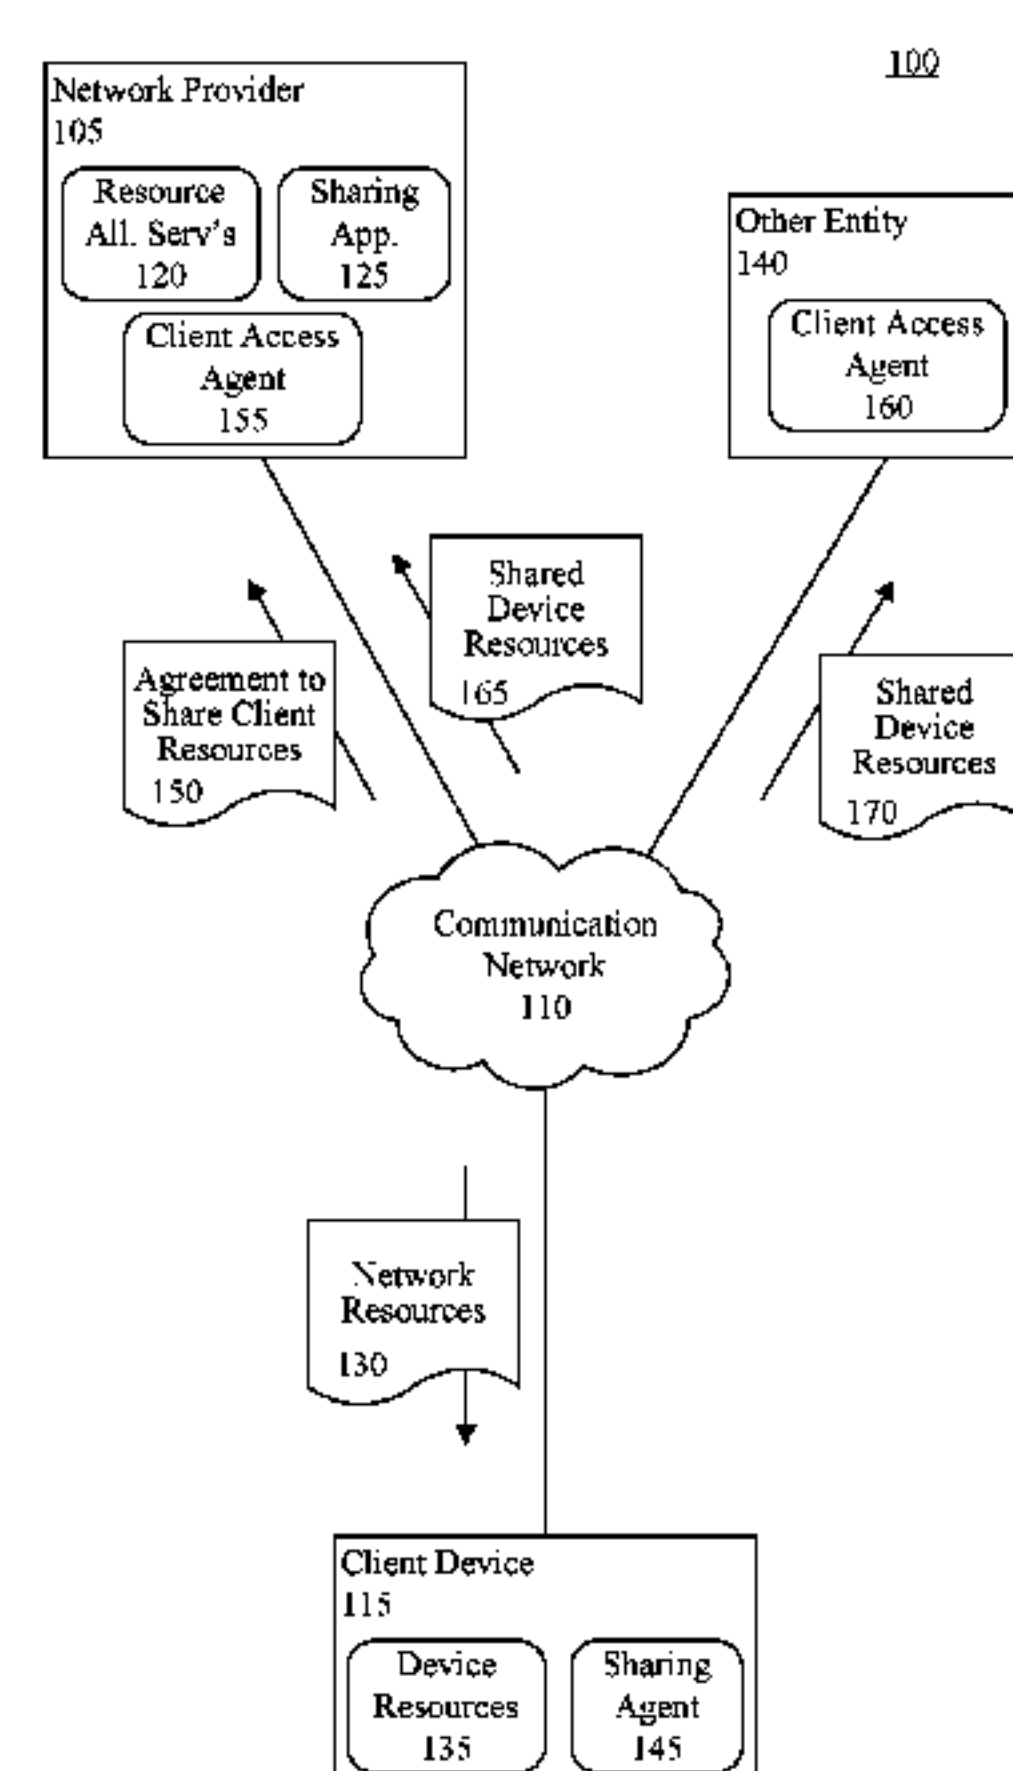 100
Network Provider
105
Resource
All. Serv's
120
Sharing
App.
125
Client Access
Agent
155
Other Entity
140
Client Access
Agent
160
Shared
Device
Resources
165
Agreement to
Share Client
Resources
150
Shared
Device
Resources
170
Communication
Network
110
Network
Resources
130
Client Device
115
Device
Resources
135
Sharing
Agent
145